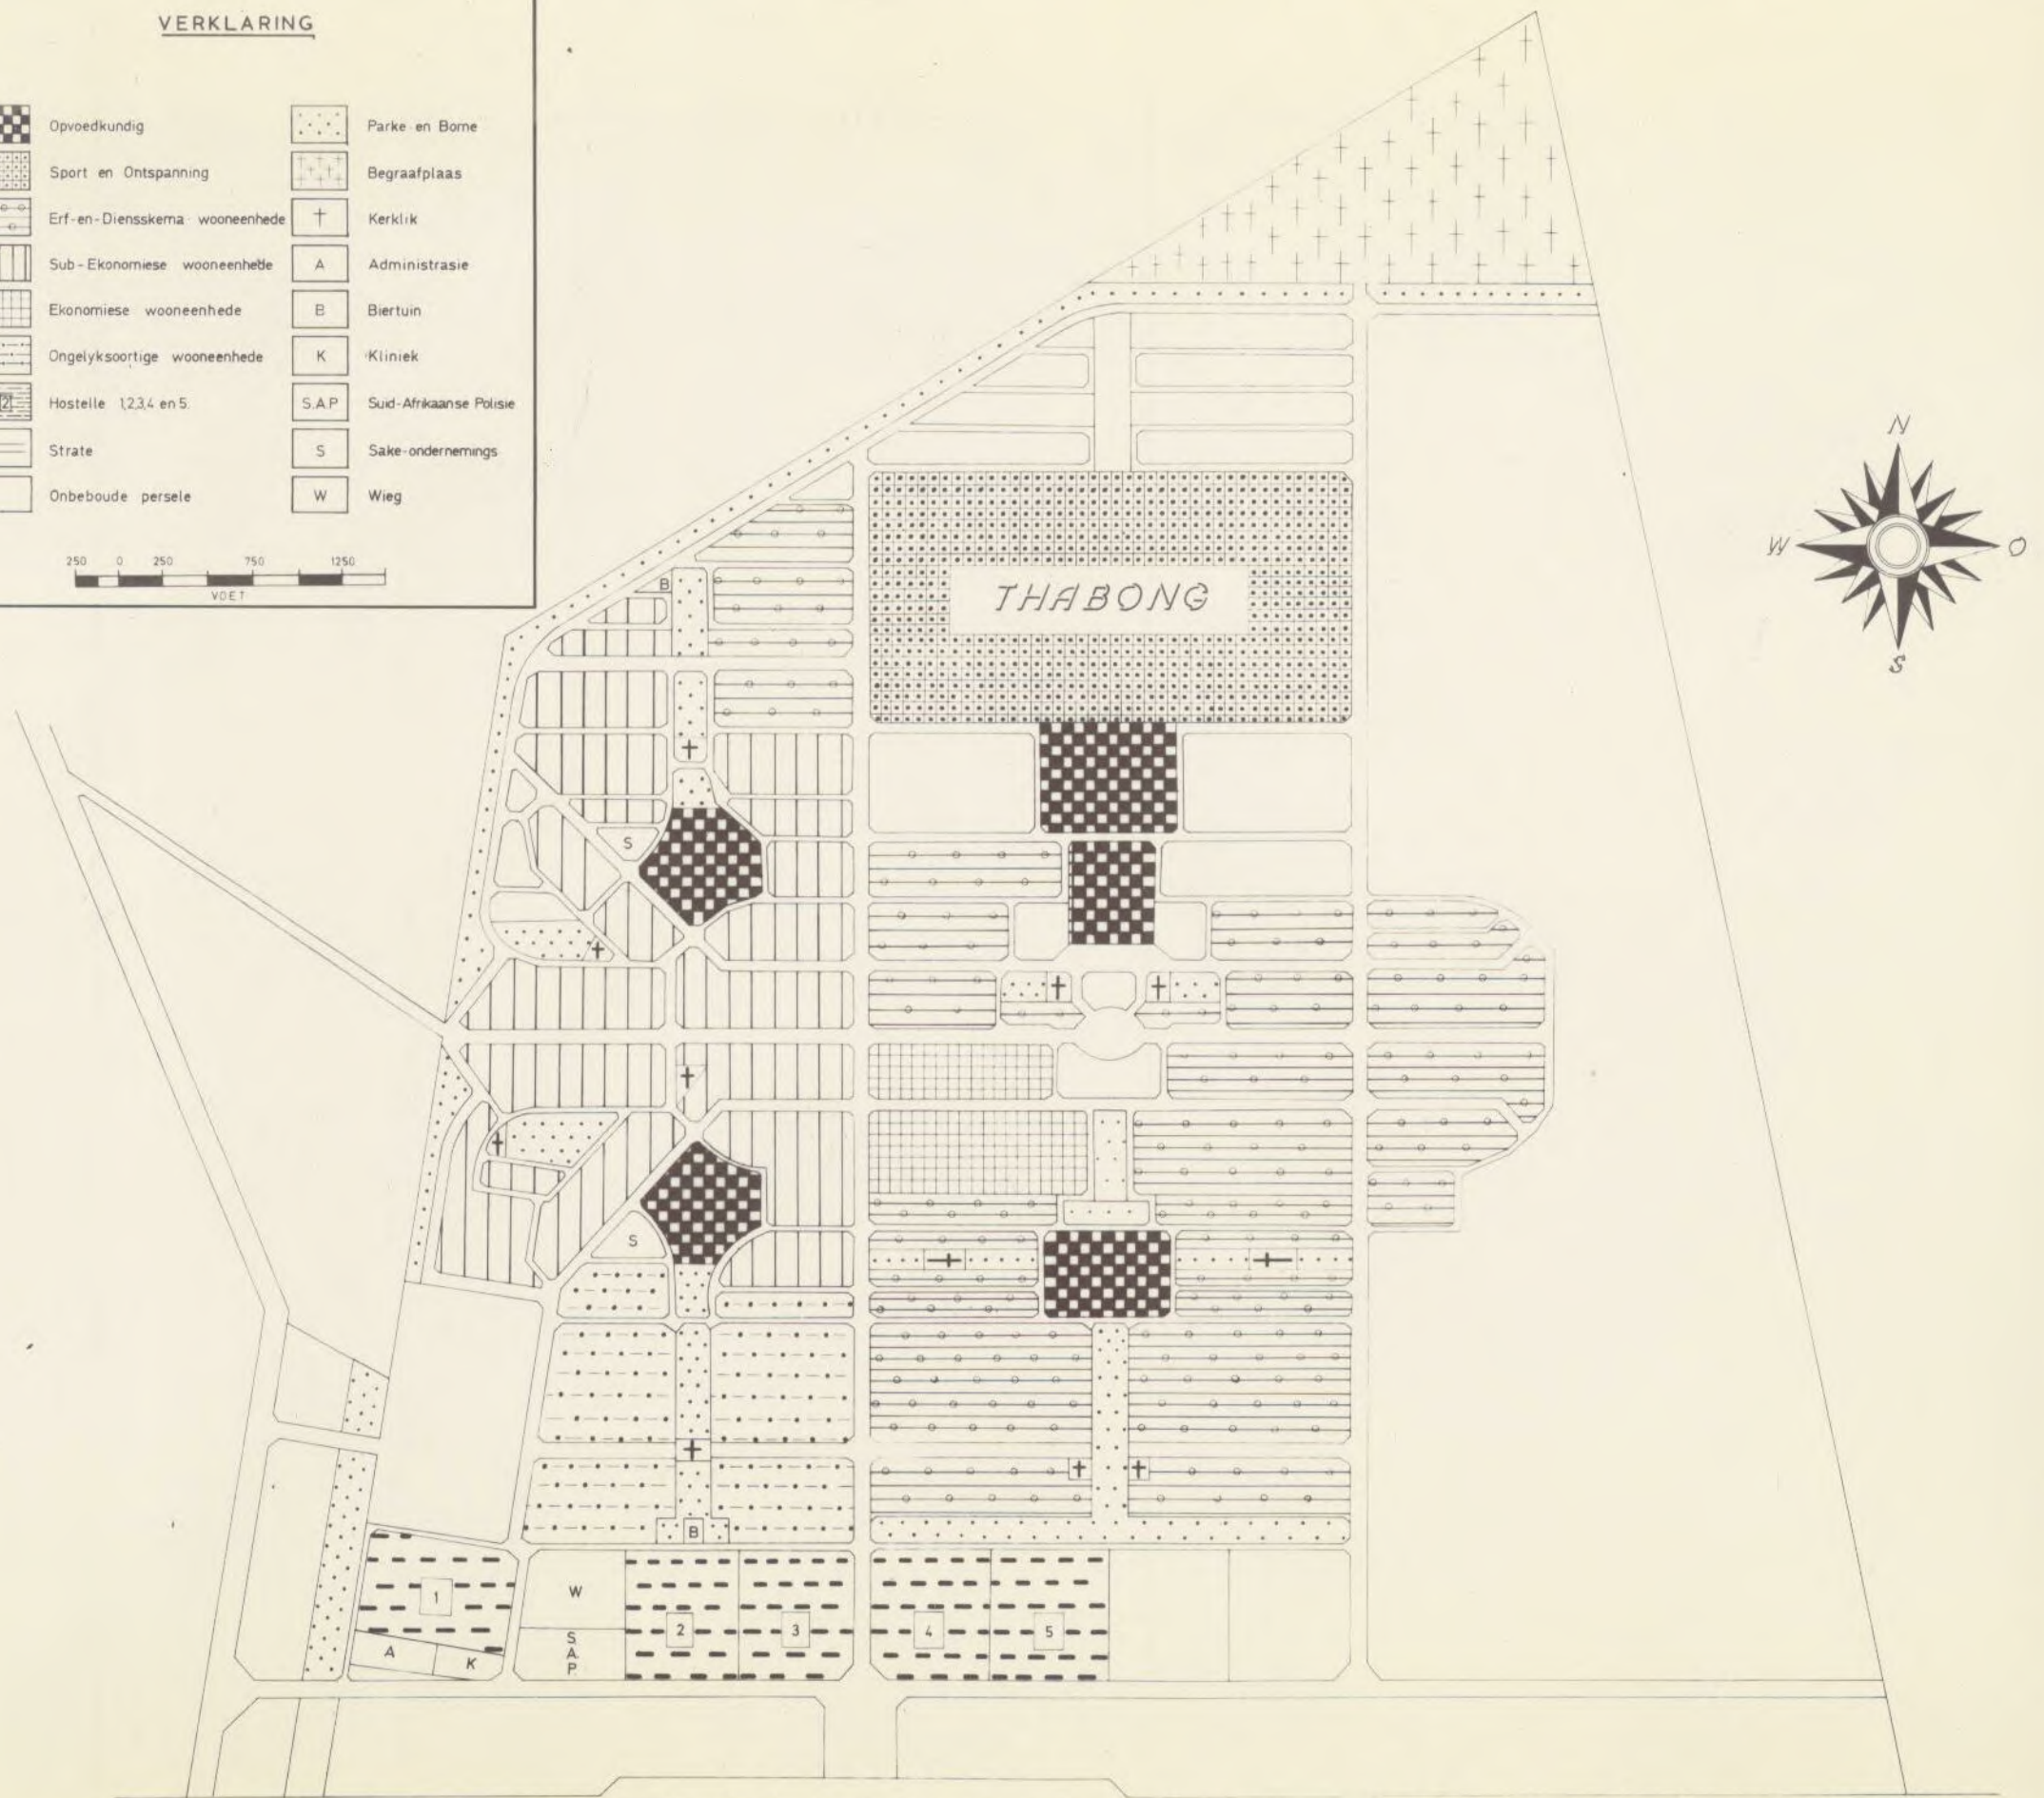 VERKLARING
Opvoedkundig
Sport en Ontspanning
Erf-en-Diensskema wooneenhede
Sub-Ekonomiese wooneenhede
Ekonomiese wooneenhede
Ongelyksoortige wooneenhede
2 Hostelle 1,2,3,4 en 5.
Strate
Onbeboude persele
Parke en Bome
Begraafplaas
Kerklik
A Administrasie
B Biertuin
K Kliniek
S.A.P Suid-Afrikaanse Polisie
S Sake-ondernemings
W Wieg
250 0 250 750 1250
VOET
THABONG
N
W
O
S
B
S
S
B
1
A
K
W
S.
A.
P
2
3
4
5